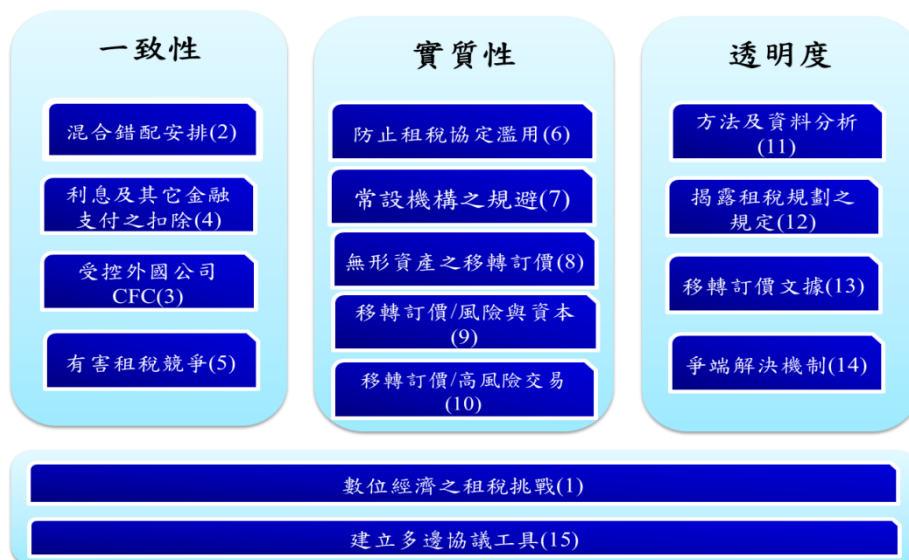 一致性
混合錯配安排(2)
利息及其它金融
支付之扣除(4)
受控外國公司
CFC(3)
有害租稅競爭(5)
實質性
防止租稅協定濫用(6)
常設機構之規避(7)
無形資產之移轉訂價(8)
移轉訂價/風險與資本
(9)
移轉訂價/高風險交易
(10)
透明度
方法及資料分析
(11)
揭露租稅規劃之
規定(12)
移轉訂價文據(13)
爭端解決機制(14)
數位經濟之租稅挑戰(1)
建立多邊協議工具(15)